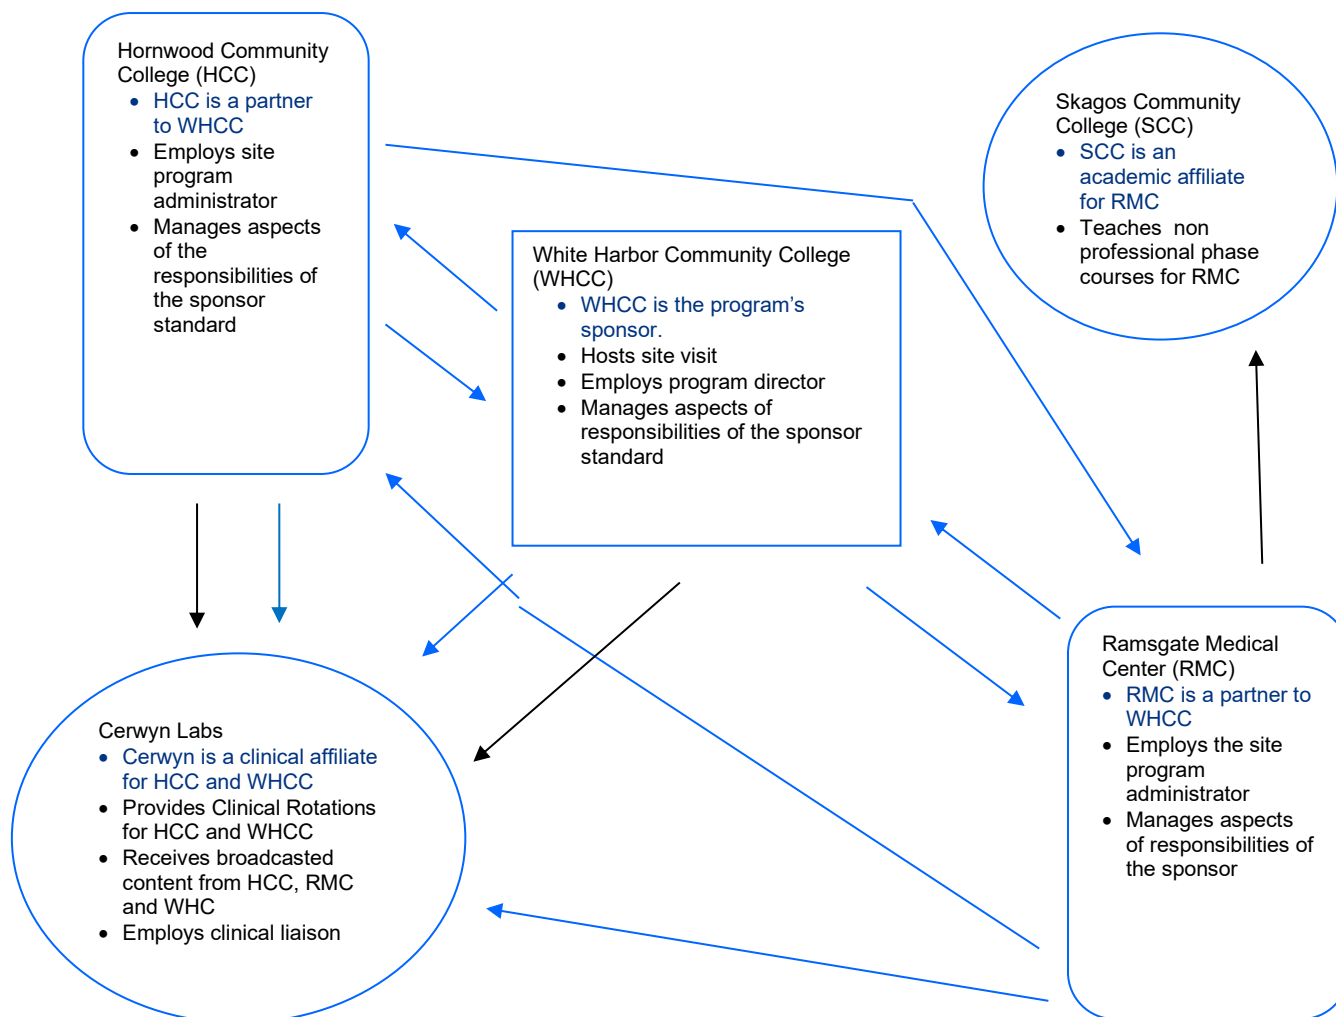 Hornwood Community
College (HCC)
• HCC is a partner
to WHCC
• Employs site
program
administrator
• Manages aspects
of the
responsibilities of
the sponsor
standard
White Harbor Community College
(WHCC)
• WHCC is the program's
sponsor.
• Hosts site visit
• Employs program director
• Manages aspects of
responsibilities of the sponsor
standard
Skagos Community
College (SCC)
• SCC is an
academic affiliate
for RMC
• Teaches non
professional phase
courses for RMC
Cerwyn Labs
• Cerwyn is a clinical affiliate
for HCC and WHCC
• Provides Clinical Rotations
for HCC and WHCC
• Receives broadcasted
content from HCC, RMC
and WHC
• Employs clinical liaison
Ramsgate Medical
Center (RMC)
• RMC is a partner to
WHCC
• Employs the site
program
administrator
• Manages aspects
of responsibilities of
the sponsor